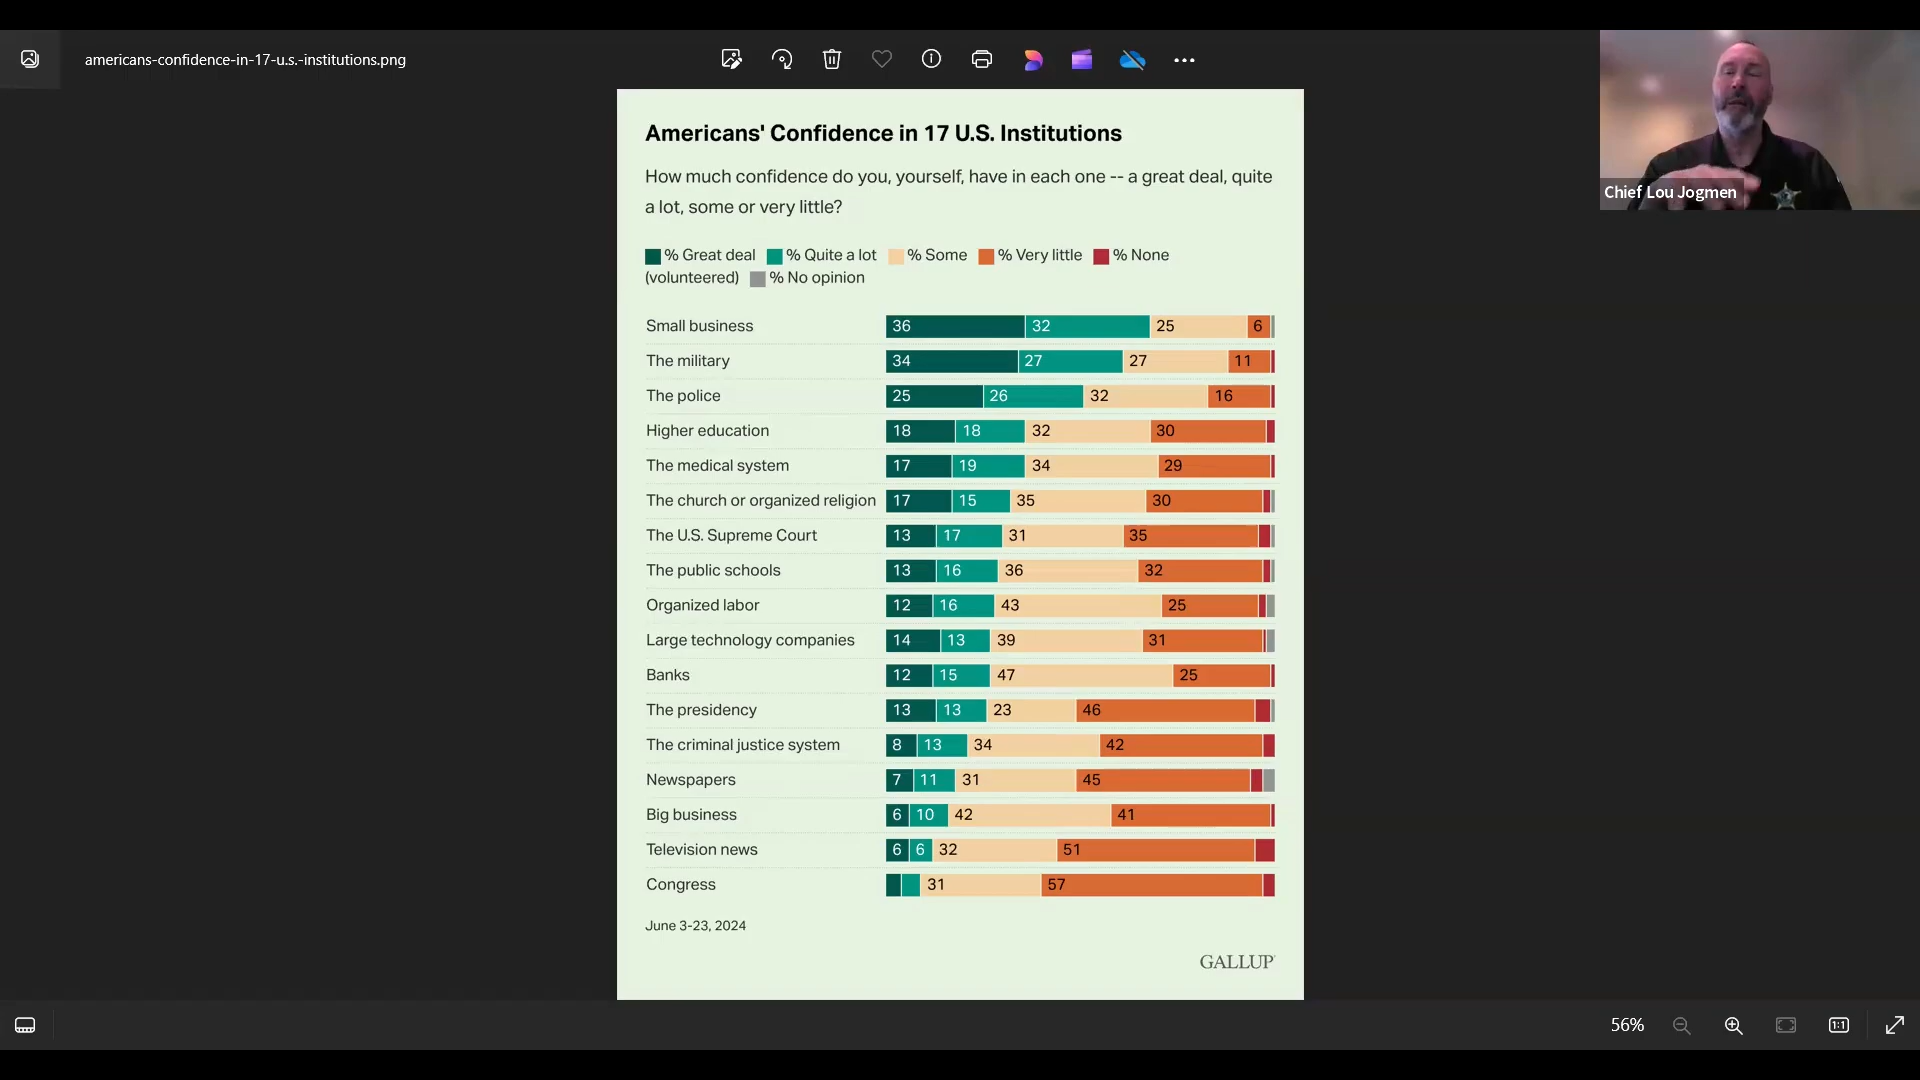 americans-confidence-in-17-u.s.-institutions.png
Chief Lou Jogmen
Americans' Confidence in 17 U.S. Institutions
How much confidence do you, yourself, have in each one -- a great deal, quite
a lot, some or very little?
% Great deal % Quite a lot % Some % Very little % None
(volunteered) % No opinion
Small business 36 32 25 6
The military 34 27 27 11
The police 25 26 32 16
Higher education 18 18 32 30
The medical system 17 19 34 29
The church or organized religion 17 15 35 30
The U.S. Supreme Court 13 17 31 35
The public schools 13 16 36 32
Organized labor 12 16 43 25
Large technology companies 14 13 39 31
Banks 12 15 47 25
The presidency 13 13 23 46
The criminal justice system 8 13 34 42
Newspapers 7 11 31 45
Big business 6 10 42 41
Television news 6 6 32 51
Congress 31 57
June 3-23, 2024
GALLUP
56%
1:1